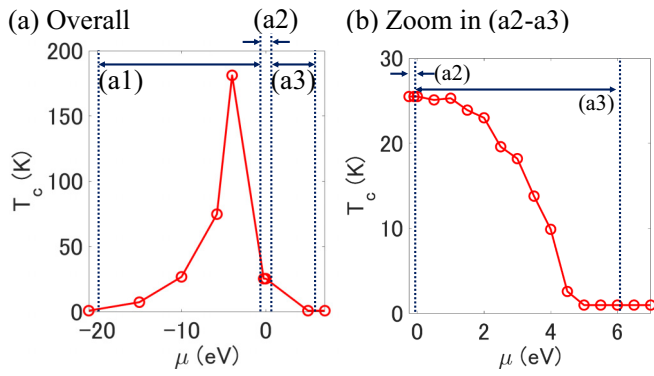 (a) Overall
(a2)
(b) Zoom in (a2-a3)
200
150
100
50
0
(a1)
(a3)
T_c (K)
-20
-10
0
μ (eV)
30
20
10
0
(a2)
(a3)
T_c (K)
0
2
4
6
μ (eV)